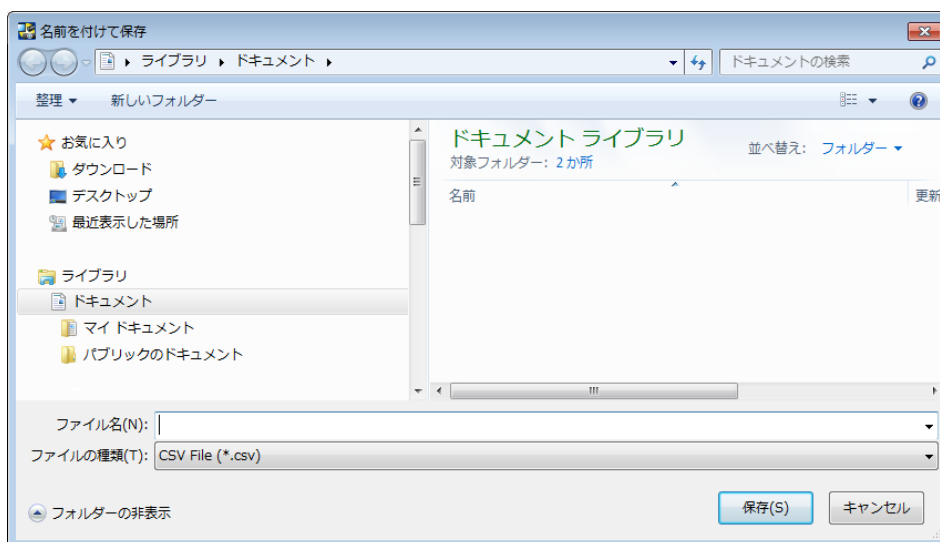 名前を付けて保存
ライブラリ ドキュメント ドキュメントの検索
整理 新しいフォルダー
お気に入り
ダウンロード
デスクトップ
最近表示した場所
ライブラリ
ドキュメント
マイ ドキュメント
パブリックのドキュメント
ドキュメント ライブラリ
対象フォルダー: 2 か所
並べ替え: フォルダー
名前 更新
ファイル名(N):
ファイルの種類(T): CSV File (*.csv)
フォルダーの非表示 保存(S) キャンセル